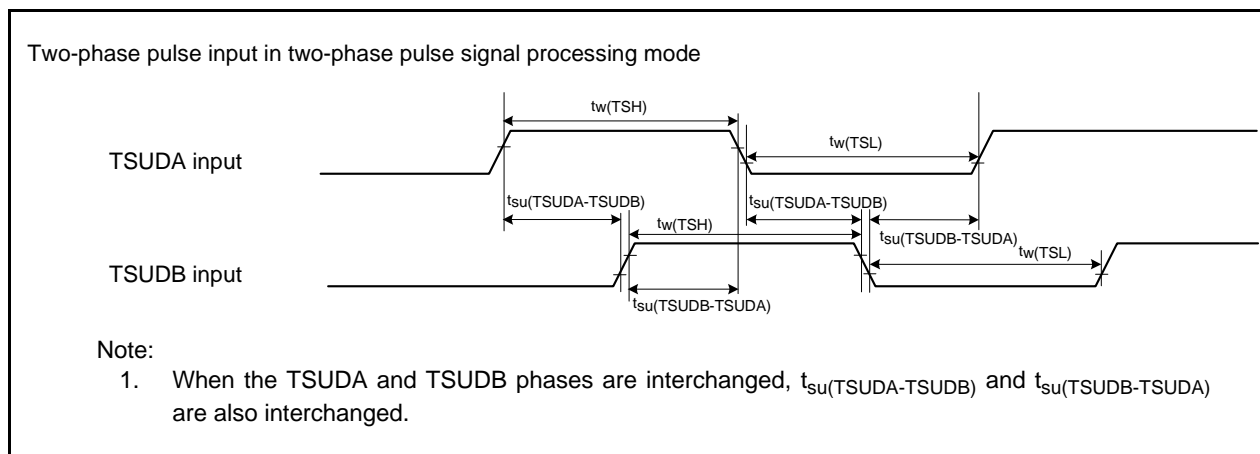 Two-phase pulse input in two-phase pulse signal processing mode
tw(TSH)
TSUDA input
tw(TSL)
tsu(TSUDA-TSUDB)
tsu(TSUDA-TSUDB)
tw(TSH)
tsu(TSUDB-TSUDA)
TSUDB input
tw(TSL)
tsu(TSUDB-TSUDA)
Note:
1. When the TSUDA and TSUDB phases are interchanged, tsu(TSUDA-TSUDB) and tsu(TSUDB-TSUDA)
are also interchanged.